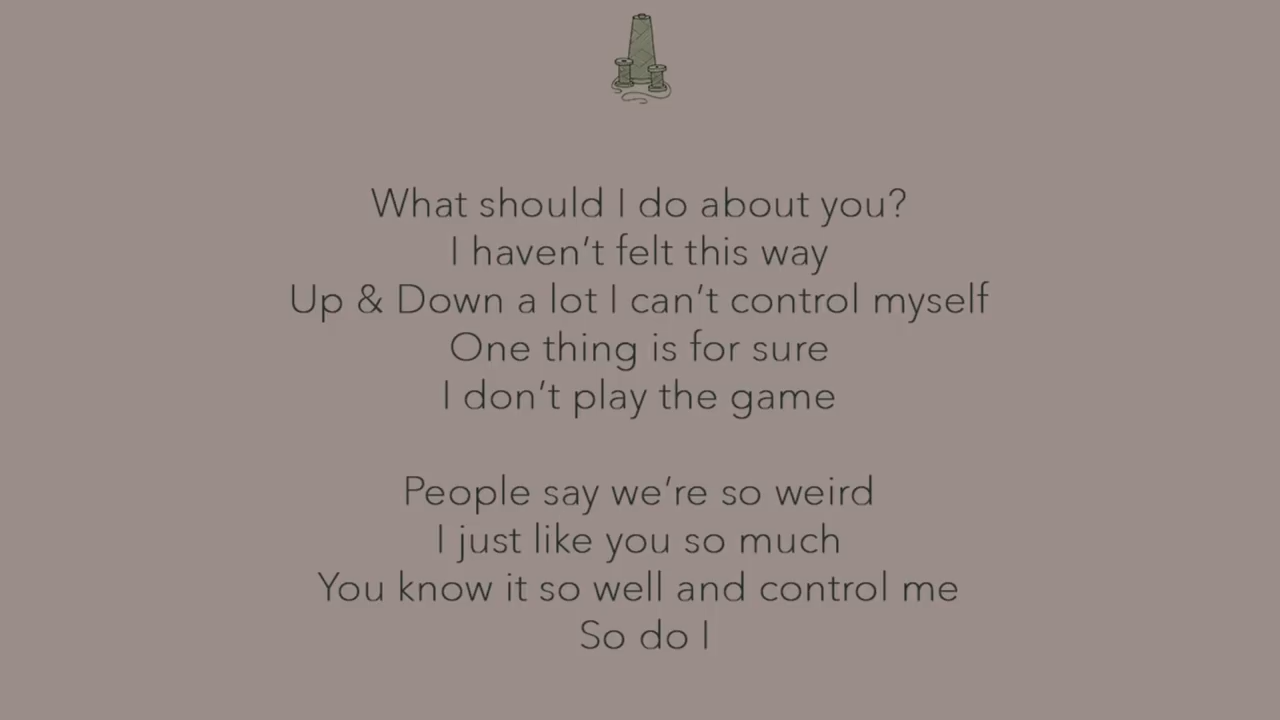 What should I do about you?
I haven’t felt this way
Up & Down a lot I can’t control myself
One thing is for sure
I don’t play the game
People say we’re so weird
I just like you so much
You know it so well and control me
So do I